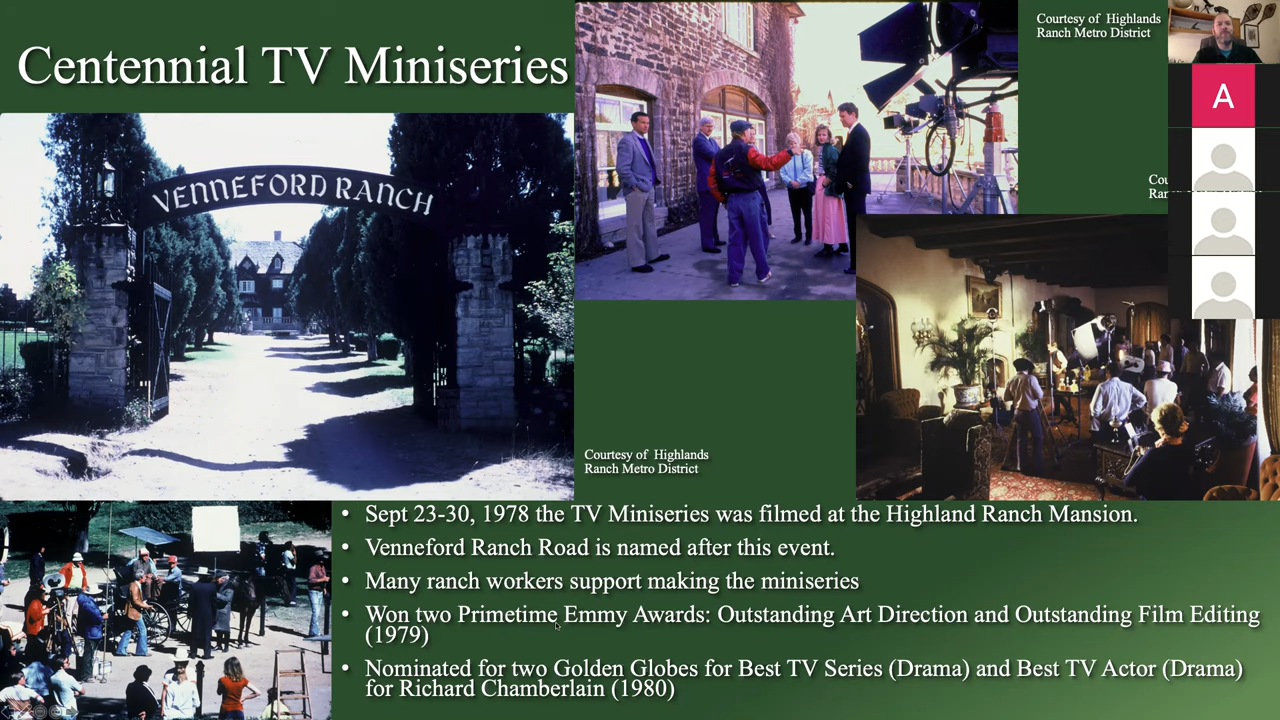 Centennial TV Miniseries
Courtesy of Highlands
Ranch Metro District
A
VENNEFORD RANCH
Courtesy of Highlands
Ranch Metro District
• Sept 23-30, 1978 the TV Miniseries was filmed at the Highland Ranch Mansion.
• Venneford Ranch Road is named after this event.
• Many ranch workers support making the miniseries
• Won two Primetime Emmy Awards: Outstanding Art Direction and Outstanding Film Editing
(1979)
• Nominated for two Golden Globes for Best TV Series (Drama) and Best TV Actor (Drama)
for Richard Chamberlain (1980)